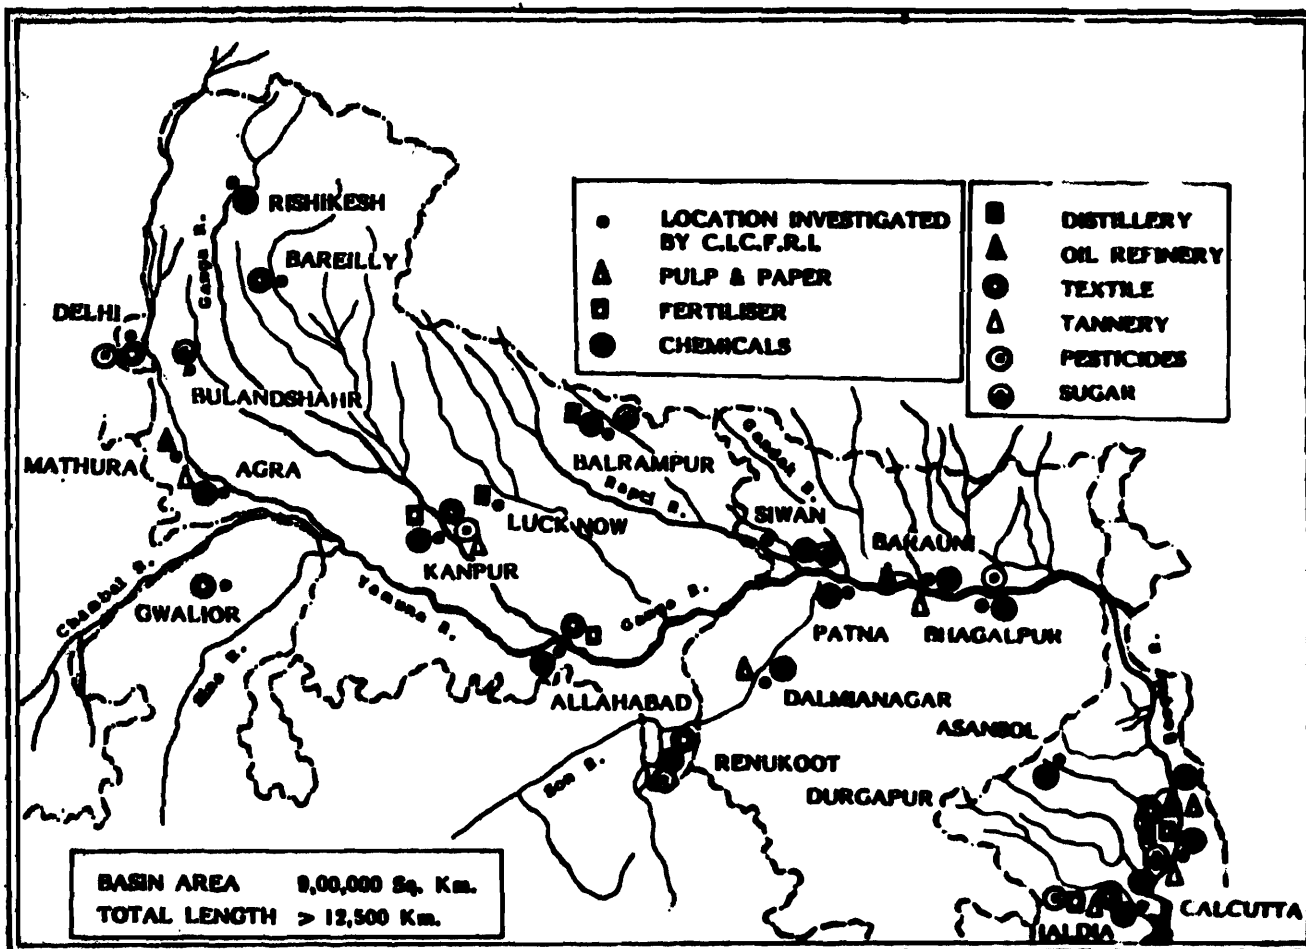 RISHIKESH
Ganga R.
BAREILLY
DELHI
BULANDSHAHR
MATHURA
AGRA
LUCKNOW
KANPUR
BALRAMPUR
Rapti R.
Gandak R.
SIWAN
BARAUNI
Chambal R.
GWALIOR
Yamuna R.
Ganga R.
PATNA
BHAGALPUR
R.
ALLAHABAD
DALMIANAGAR
ASANBOL
Son R.
RENUKOOT
DURGAPUR
R.
CALCUTTA
HALDIA
LOCATION INVESTIGATED
BY C.I.C.F.R.I.
PULP & PAPER
FERTILISER
CHEMICALS
DISTILLERY
OIL REFINERY
TEXTILE
TANNERY
PESTICIDES
SUGAR
BASIN AREA 9,00,000 Sq. Km.
TOTAL LENGTH > 12,500 Km.